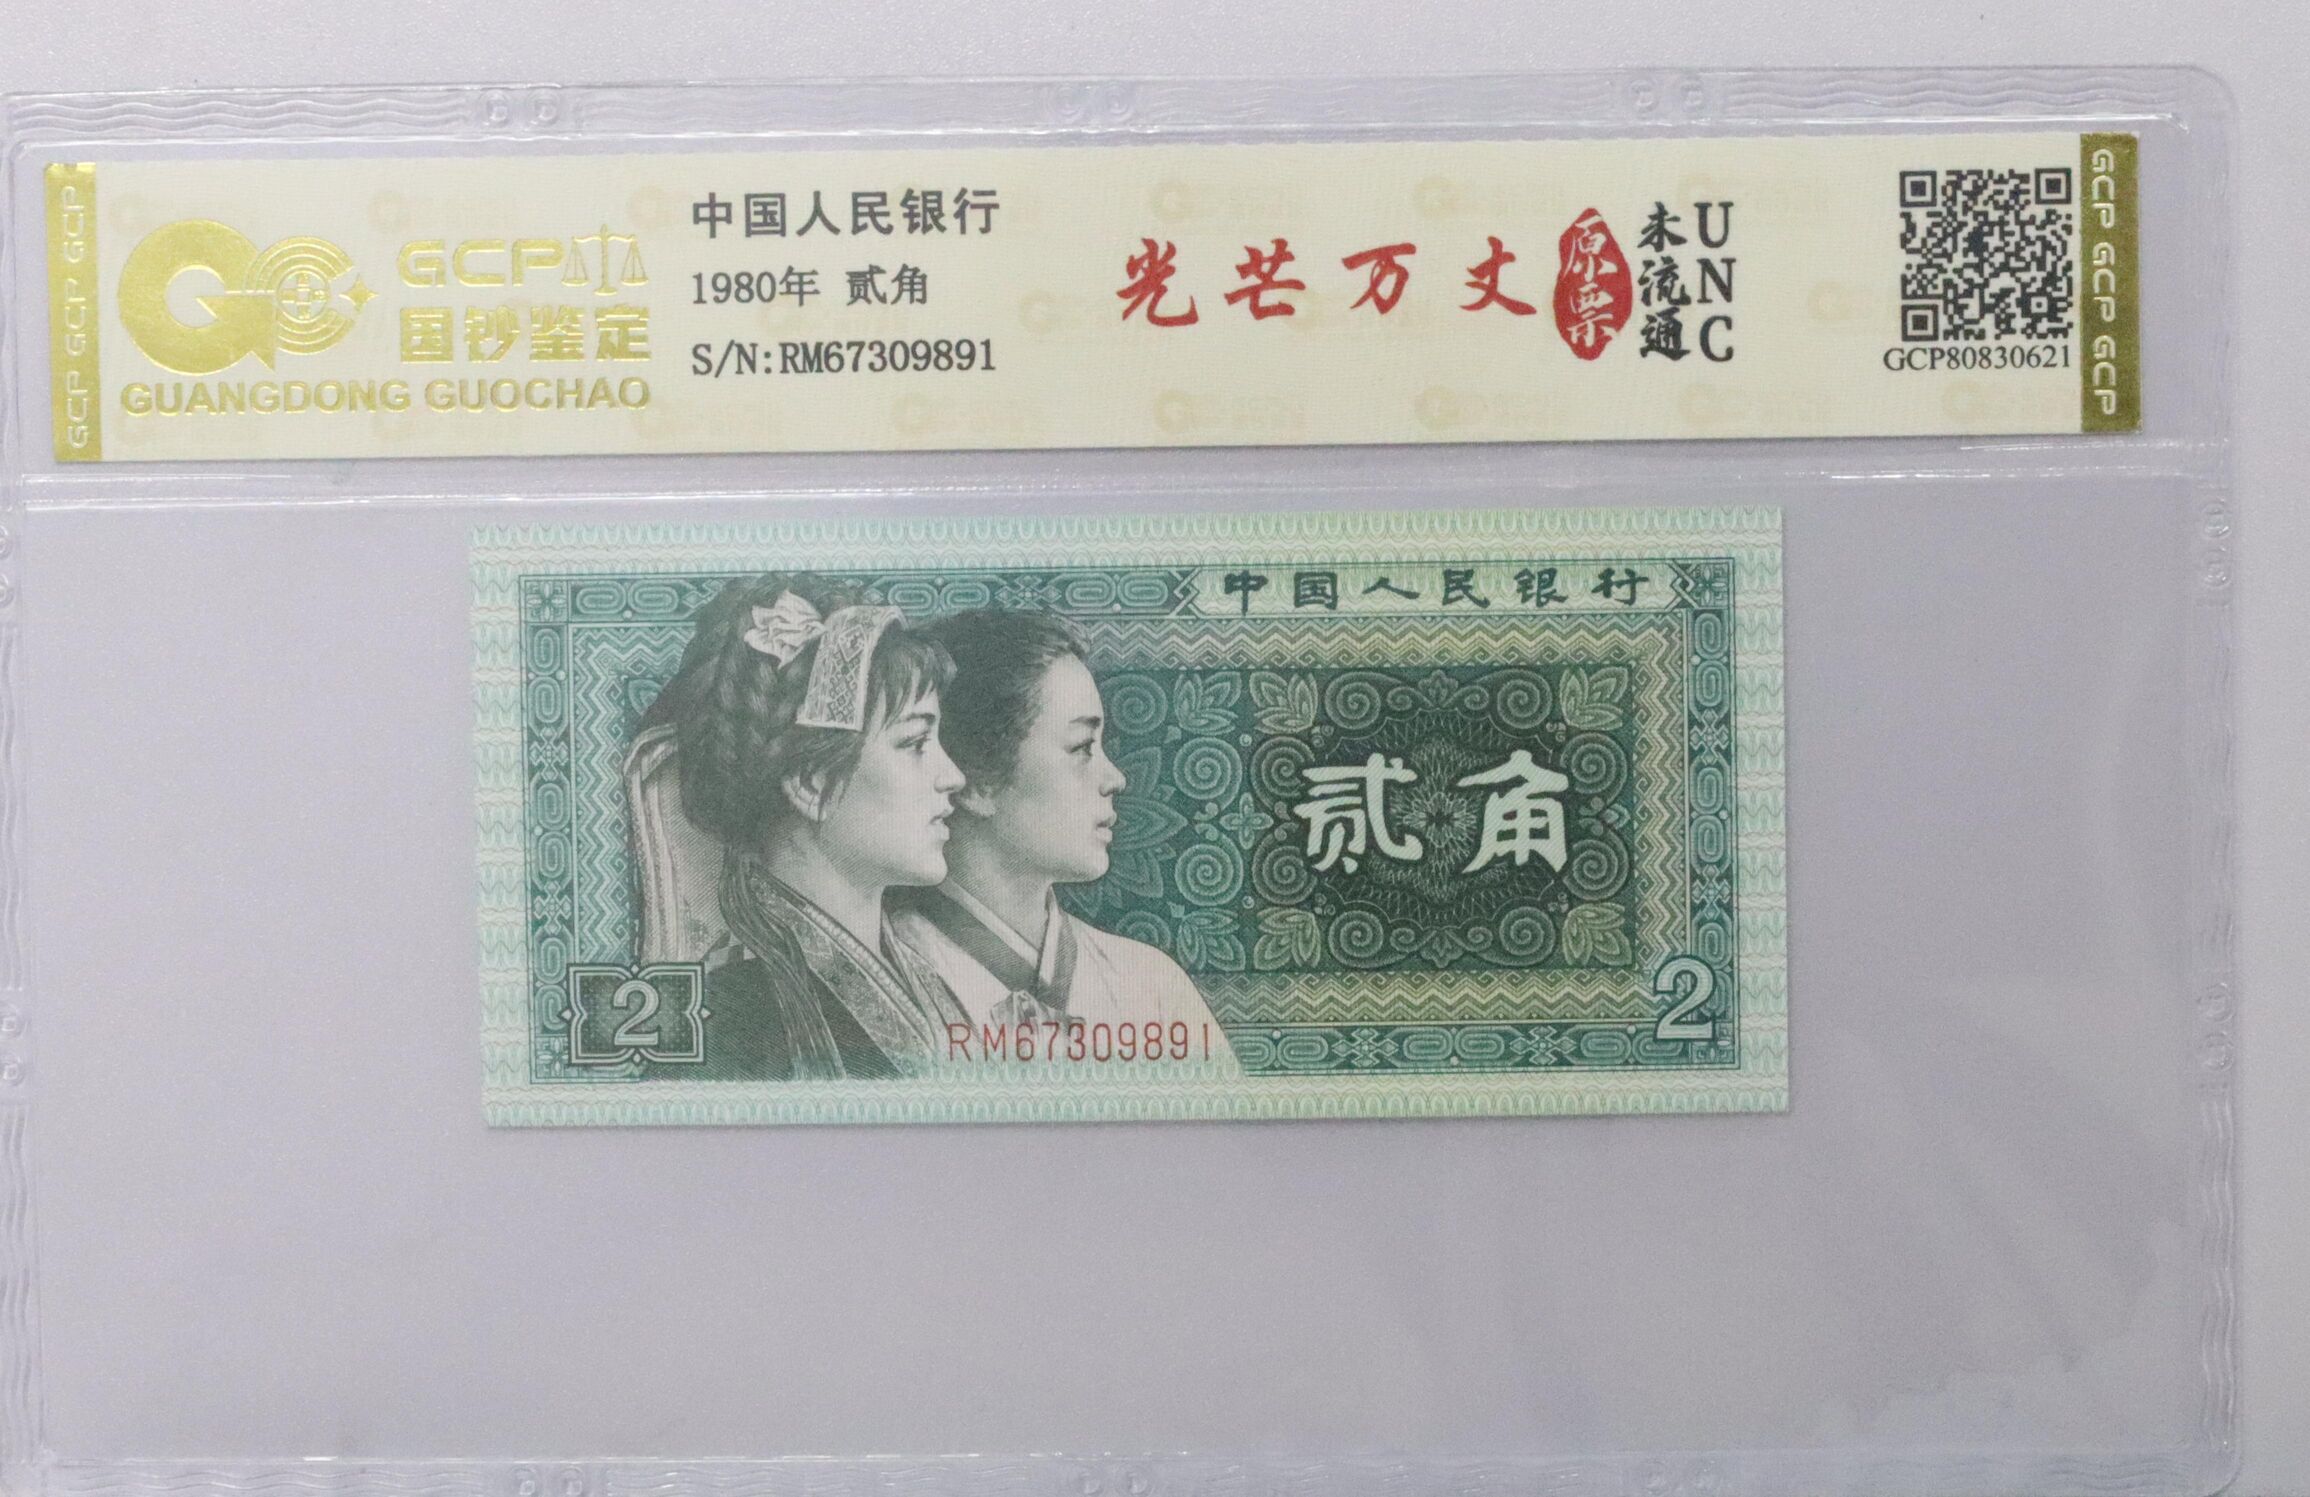 GCP GCP GCP
GCP
国钞鉴定
GUANGDONG GUOCHAO
中国人民银行
1980年 贰角
S/N:RM67309891
光芒万丈
原票
未流通
UNC
GCP80830621
GCP GCP GCP
中国人民银行
贰角
2
RM67309891
2